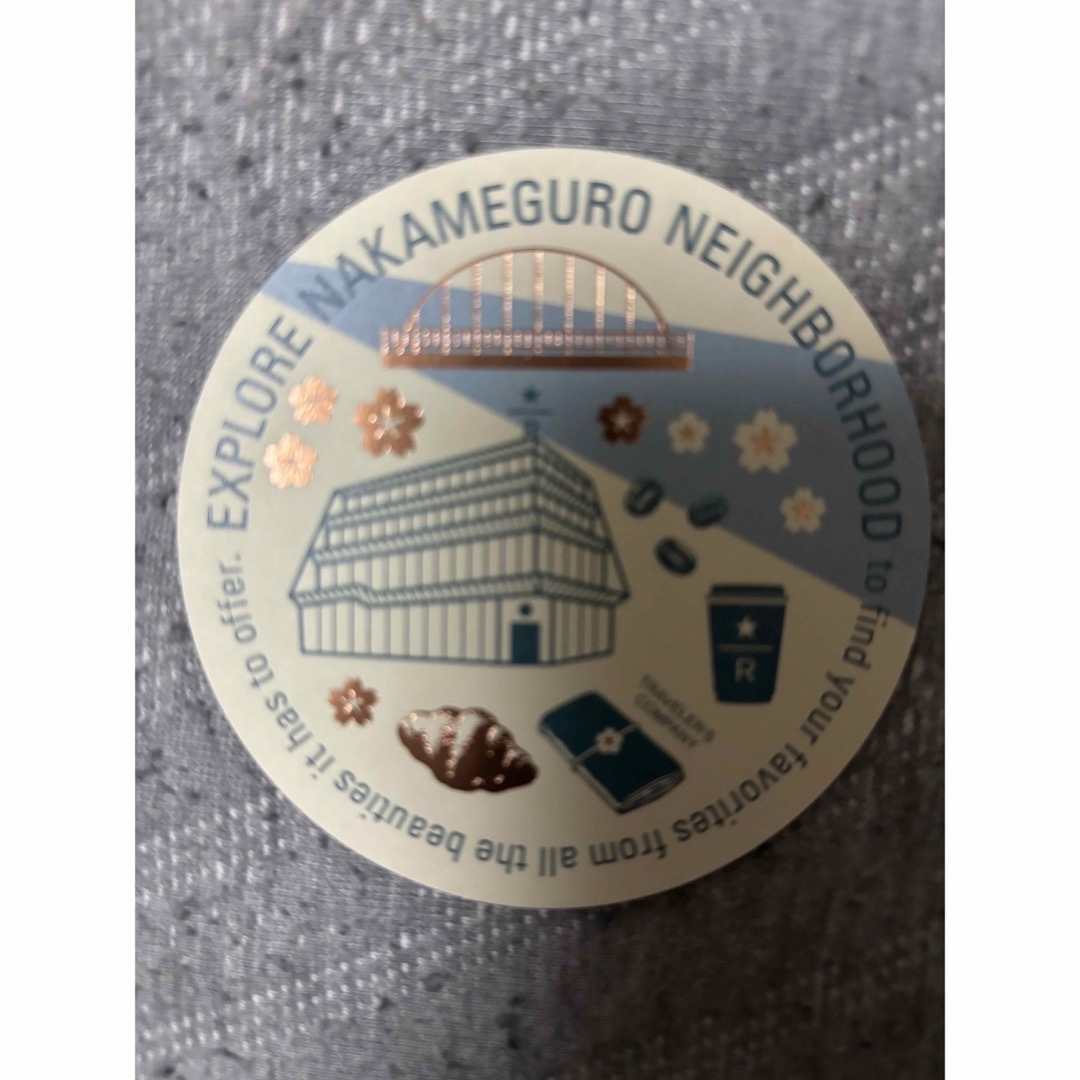 EXPLORE NAKAMEGURO NEIGHBORHOOD to find your favorites from all the beauties it has to offer.
R
R
TRAVELER'S
COMPANY